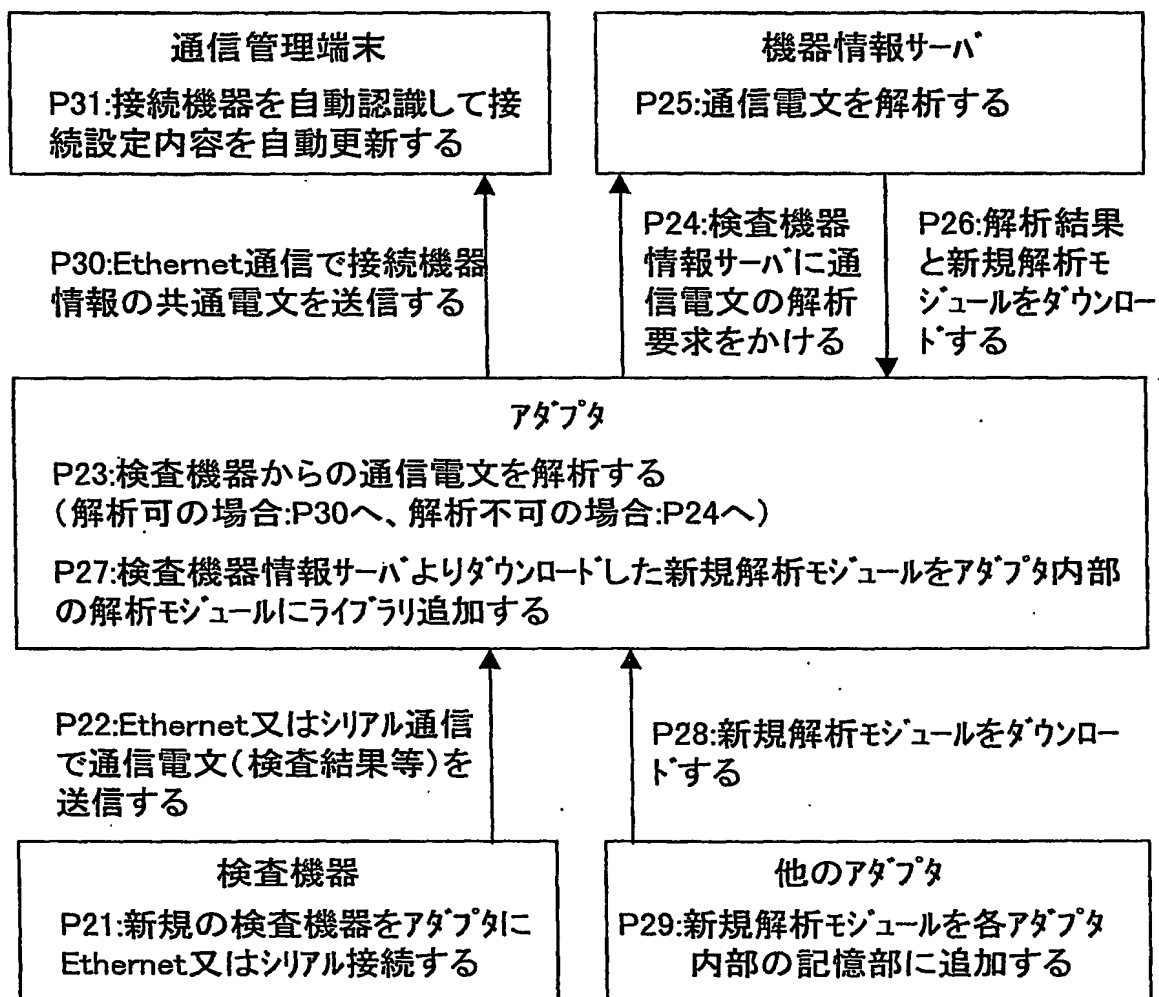 通信管理端末
P31:接続機器を自動認識して接
続設定内容を自動更新する
機器情報ｻｰﾊﾞ
P25:通信電文を解析する
P30:Ethernet通信で接続機器
情報の共通電文を送信する
P24:検査機器
情報ｻｰﾊﾞに通
信電文の解析
要求をかける
P26:解析結果
と新規解析ﾓ
ｼﾞｭｰﾙをﾀﾞｳﾝﾛｰ
ﾄﾞする
ｱﾀﾞﾌﾟﾀ
P23:検査機器からの通信電文を解析する
(解析可の場合:P30へ、解析不可の場合:P24へ)
P27:検査機器情報ｻｰﾊﾞよりﾀﾞｳﾝﾛｰﾄﾞした新規解析ﾓｼﾞｭｰﾙをｱﾀﾞﾌﾟﾀ内部
の解析ﾓｼﾞｭｰﾙにﾗｲﾌﾞﾗﾘ追加する
P22:Ethernet又はｼﾘｱﾙ通信
で通信電文(検査結果等)を
送信する
P28:新規解析ﾓｼﾞｭｰﾙをﾀﾞｳﾝﾛｰ
ﾄﾞする
検査機器
P21:新規の検査機器をｱﾀﾞﾌﾟﾀに
Ethernet又はｼﾘｱﾙ接続する
他のｱﾀﾞﾌﾟﾀ
P29:新規解析ﾓｼﾞｭｰﾙを各ｱﾀﾞﾌﾟﾀ
内部の記憶部に追加する